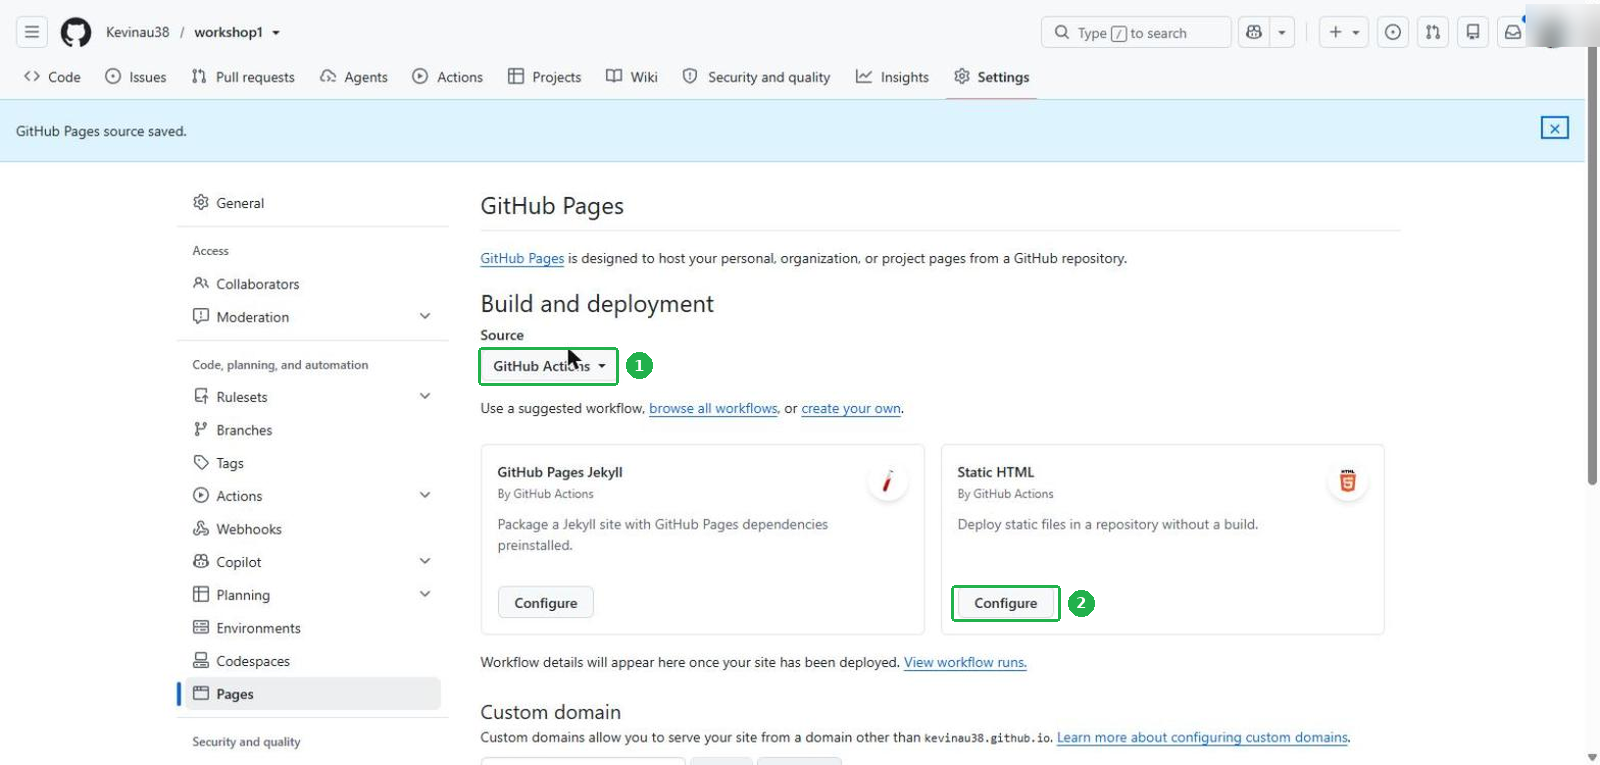 Kevinau38 / workshop1
Type / to search
Code Issues Pull requests Agents Actions Projects Wiki Security and quality Insights Settings
GitHub Pages source saved.
General
Access
Collaborators
Moderation
Code, planning, and automation
Rulesets
Branches
Tags
Actions
Webhooks
Copilot
Planning
Environments
Codespaces
Pages
Security and quality
GitHub Pages
GitHub Pages is designed to host your personal, organization, or project pages from a GitHub repository.
Build and deployment
Source
GitHub Actions 1
Use a suggested workflow, browse all workflows, or create your own.
GitHub Pages Jekyll
By GitHub Actions
Package a Jekyll site with GitHub Pages dependencies
preinstalled.
Configure
Static HTML
By GitHub Actions
Deploy static files in a repository without a build.
Configure 2
Workflow details will appear here once your site has been deployed. View workflow runs.
Custom domain
Custom domains allow you to serve your site from a domain other than kevinau38.github.io. Learn more about configuring custom domains.